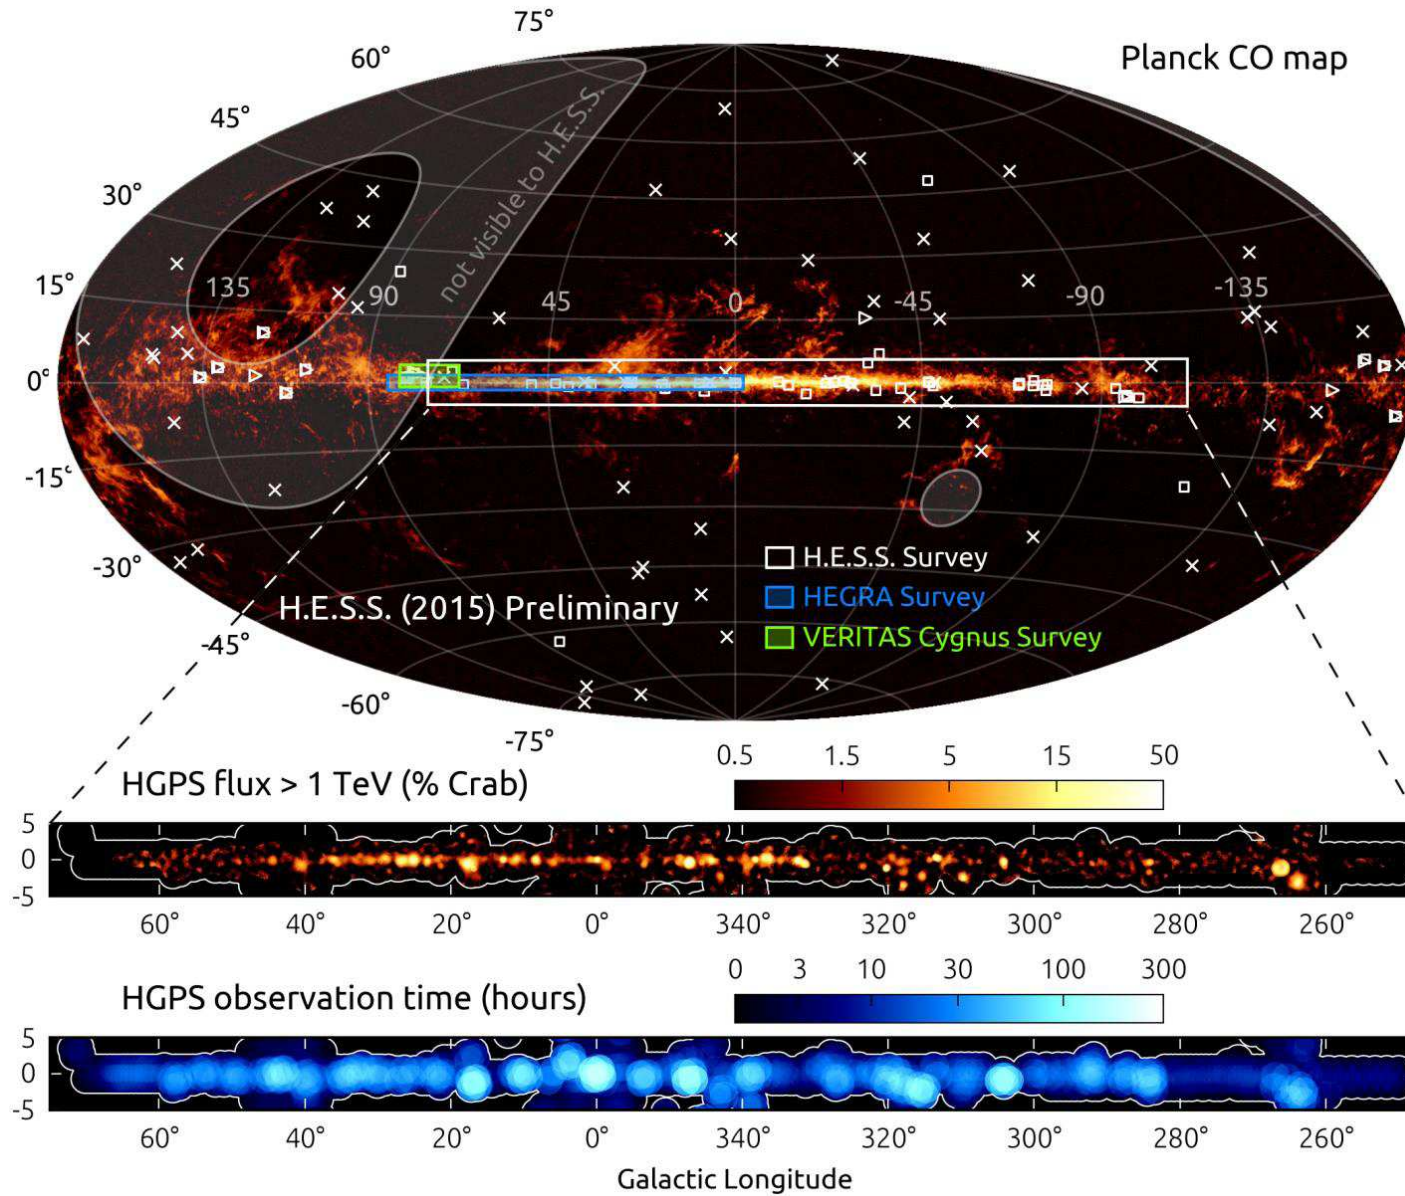 75°
60°
Planck CO map
45°
not visible to H.E.S.S.
30°
15°
135
90
45
0
-45
-90
-135
0°
-15°
-30°
H.E.S.S. Survey
HEGRA Survey
H.E.S.S. (2015) Preliminary
VERITAS Cygnus Survey
-45°
-60°
-75°
0.5 1.5 5 15 50
HGPS flux > 1 TeV (% Crab)
5
0
-5
60° 40° 20° 0° 340° 320° 300° 280° 260°
0 3 10 30 100 300
HGPS observation time (hours)
5
0
-5
60° 40° 20° 0° 340° 320° 300° 280° 260°
Galactic Longitude